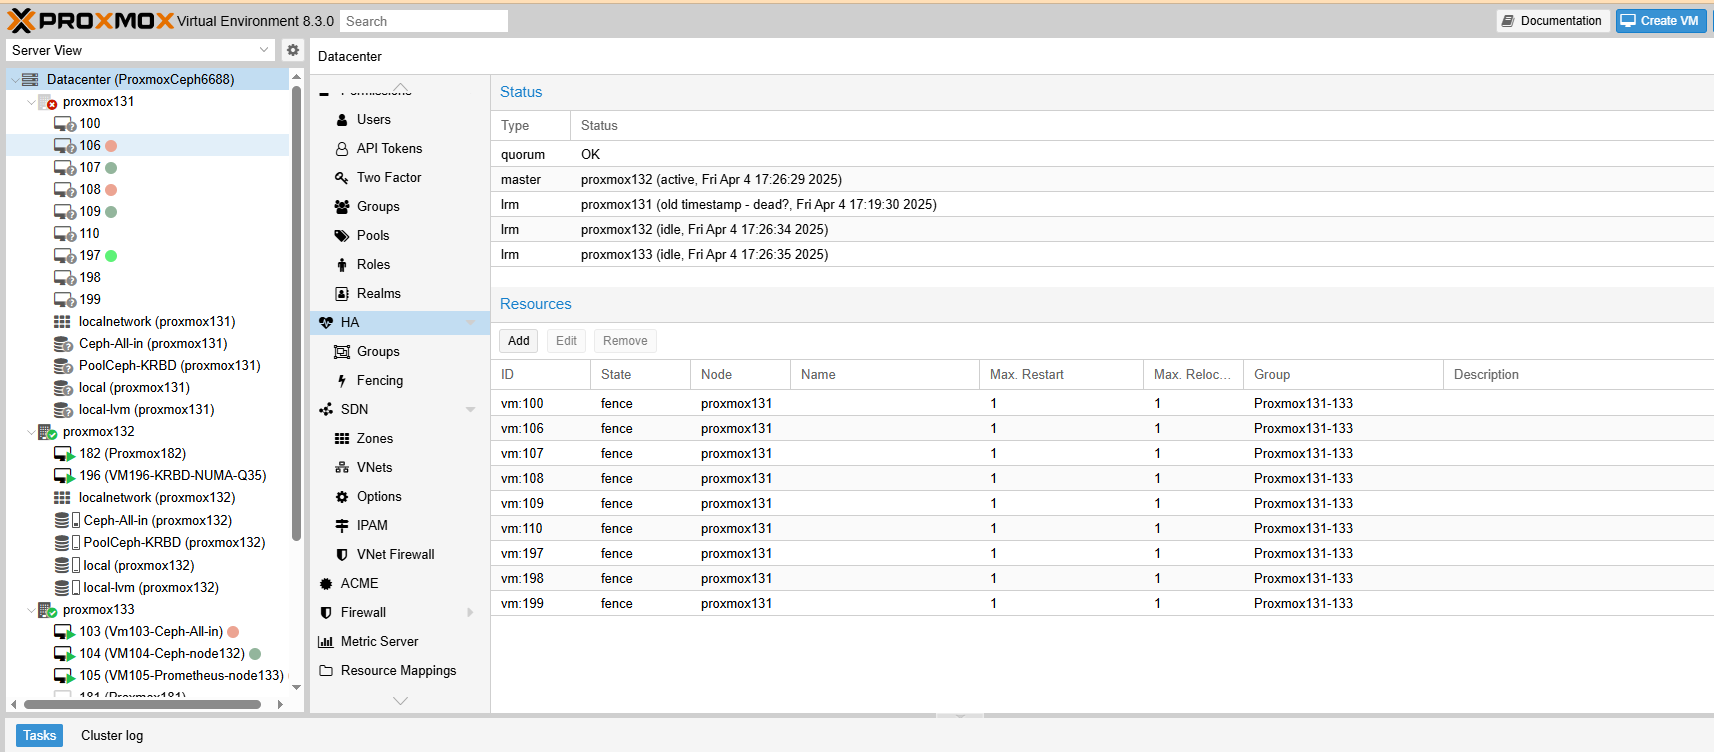 PROXMOX Virtual Environment 8.3.0 Search Documentation Create VM
Server View
Datacenter (ProxmoxCeph6688)
proxmox131
100
106
107
108
109
110
197
198
199
localnetwork (proxmox131)
Ceph-All-in (proxmox131)
PoolCeph-KRBD (proxmox131)
local (proxmox131)
local-lvm (proxmox131)
proxmox132
182 (Proxmox182)
196 (VM196-KRBD-NUMA-Q35)
localnetwork (proxmox132)
Ceph-All-in (proxmox132)
PoolCeph-KRBD (proxmox132)
local (proxmox132)
local-lvm (proxmox132)
proxmox133
103 (Vm103-Ceph-All-in)
104 (VM104-Ceph-node132)
105 (VM105-Prometheus-node133)
181 (Proxmox181)
Datacenter
Permissions
Users
API Tokens
Two Factor
Groups
Pools
Roles
Realms
HA
Groups
Fencing
SDN
Zones
VNets
Options
IPAM
VNet Firewall
ACME
Firewall
Metric Server
Resource Mappings
Status
Type Status
quorum OK
master proxmox132 (active, Fri Apr 4 17:26:29 2025)
lrm proxmox131 (old timestamp - dead?, Fri Apr 4 17:19:30 2025)
lrm proxmox132 (idle, Fri Apr 4 17:26:34 2025)
lrm proxmox133 (idle, Fri Apr 4 17:26:35 2025)
Resources
Add Edit Remove
ID State Node Name Max. Restart Max. Reloc... Group Description
vm:100 fence proxmox131 1 1 Proxmox131-133
vm:106 fence proxmox131 1 1 Proxmox131-133
vm:107 fence proxmox131 1 1 Proxmox131-133
vm:108 fence proxmox131 1 1 Proxmox131-133
vm:109 fence proxmox131 1 1 Proxmox131-133
vm:110 fence proxmox131 1 1 Proxmox131-133
vm:197 fence proxmox131 1 1 Proxmox131-133
vm:198 fence proxmox131 1 1 Proxmox131-133
vm:199 fence proxmox131 1 1 Proxmox131-133
Tasks Cluster log